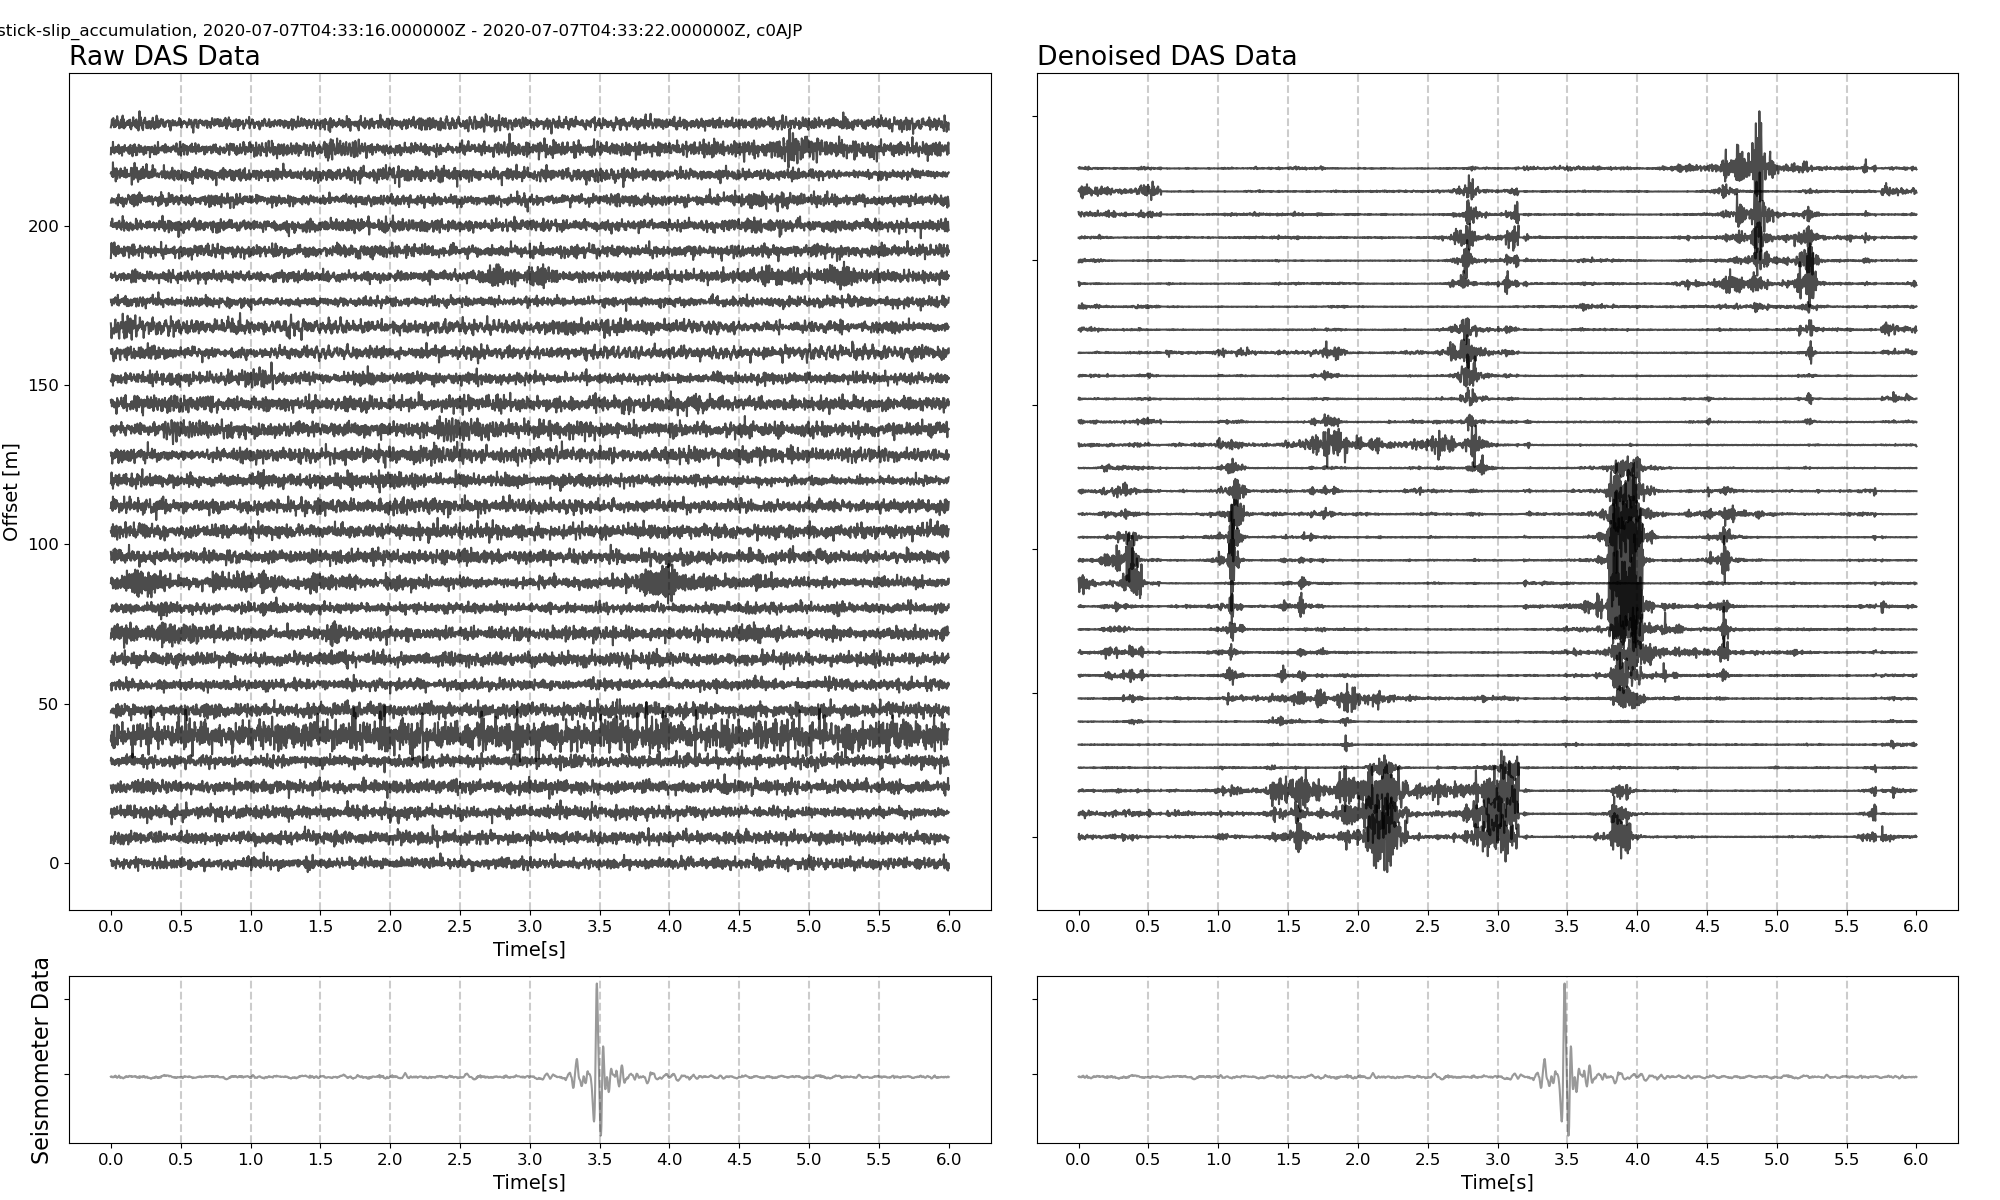 stick-slip_accumulation, 2020-07-07T04:33:16.000000Z - 2020-07-07T04:33:22.000000Z, c0AJP
Raw DAS Data
Denoised DAS Data
Offset [m]
200
150
100
50
0
0.0 0.5 1.0 1.5 2.0 2.5 3.0 3.5 4.0 4.5 5.0 5.5 6.0
Time[s]
0.0 0.5 1.0 1.5 2.0 2.5 3.0 3.5 4.0 4.5 5.0 5.5 6.0
Seismometer Data
0.0 0.5 1.0 1.5 2.0 2.5 3.0 3.5 4.0 4.5 5.0 5.5 6.0
Time[s]
0.0 0.5 1.0 1.5 2.0 2.5 3.0 3.5 4.0 4.5 5.0 5.5 6.0
Time[s]